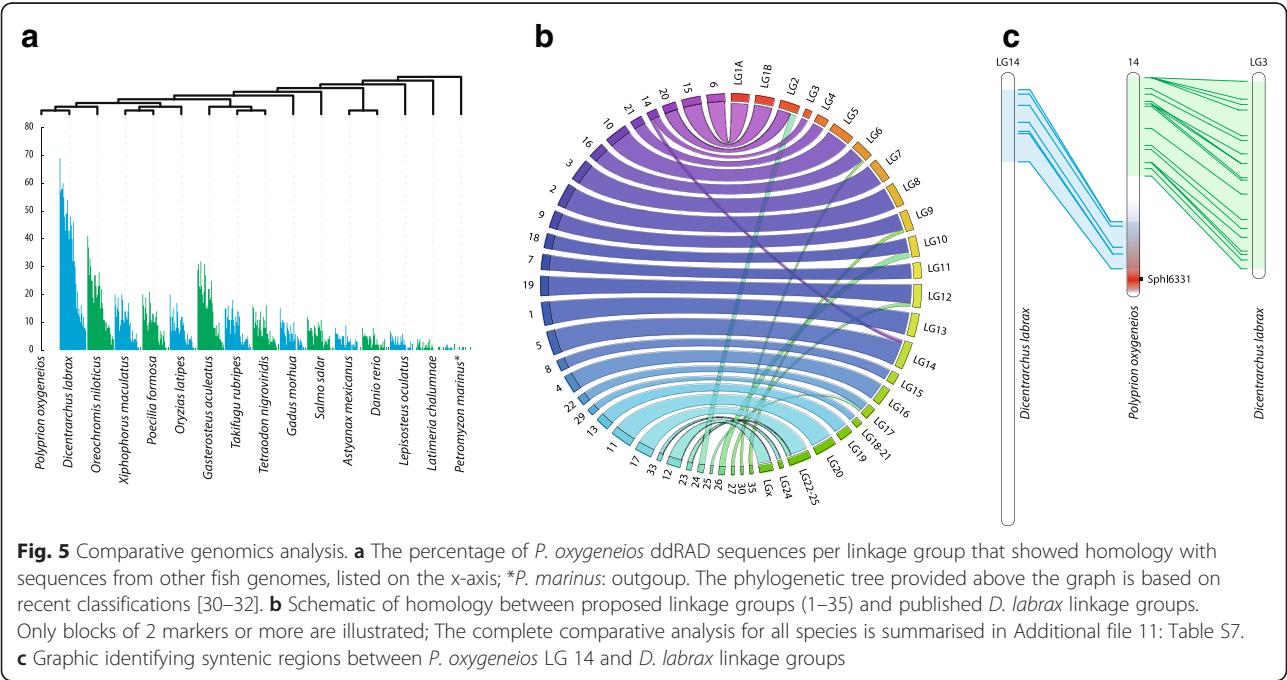 a
b
c
80
70
60
50
40
30
20
10
0
Polyprion oxygeneios
Dicentrarchus labrax
Oreochromis niloticus
Xiphophorus maculatus
Poecilia formosa
Oryzias latipes
Gasterosteus aculeatus
Takifugu rubripes
Tetraodon nigroviridis
Gadus morhua
Salmo salar
Astyanax mexicanus
Danio rerio
Lepisosteus oculatus
Latimeria chalumnae
Petromyzon marinus*
LG1A
LG1B
LG2
LG3
LG4
LG5
LG6
LG7
LG8
LG9
LG10
LG11
LG12
LG13
LG14
LG15
LG16
LG17
LG18-21
LG19
LG20
LG22-25
LG24
LGx
35
30
27
26
25
24
23
12
33
17
11
13
29
22
4
8
5
1
19
7
18
9
2
3
16
10
21
14
20
15
6
LG14
14
LG3
SphI6331
Dicentrarchus labrax
Polyprion oxygeneios
Dicentrarchus labrax
Fig. 5 Comparative genomics analysis. a The percentage of P. oxygeneios ddRAD sequences per linkage group that showed homology with
sequences from other fish genomes, listed on the x-axis; *P. marinus: outgoup. The phylogenetic tree provided above the graph is based on
recent classifications [30–32]. b Schematic of homology between proposed linkage groups (1–35) and published D. labrax linkage groups.
Only blocks of 2 markers or more are illustrated; The complete comparative analysis for all species is summarised in Additional file 11: Table S7.
c Graphic identifying syntenic regions between P. oxygeneios LG 14 and D. labrax linkage groups